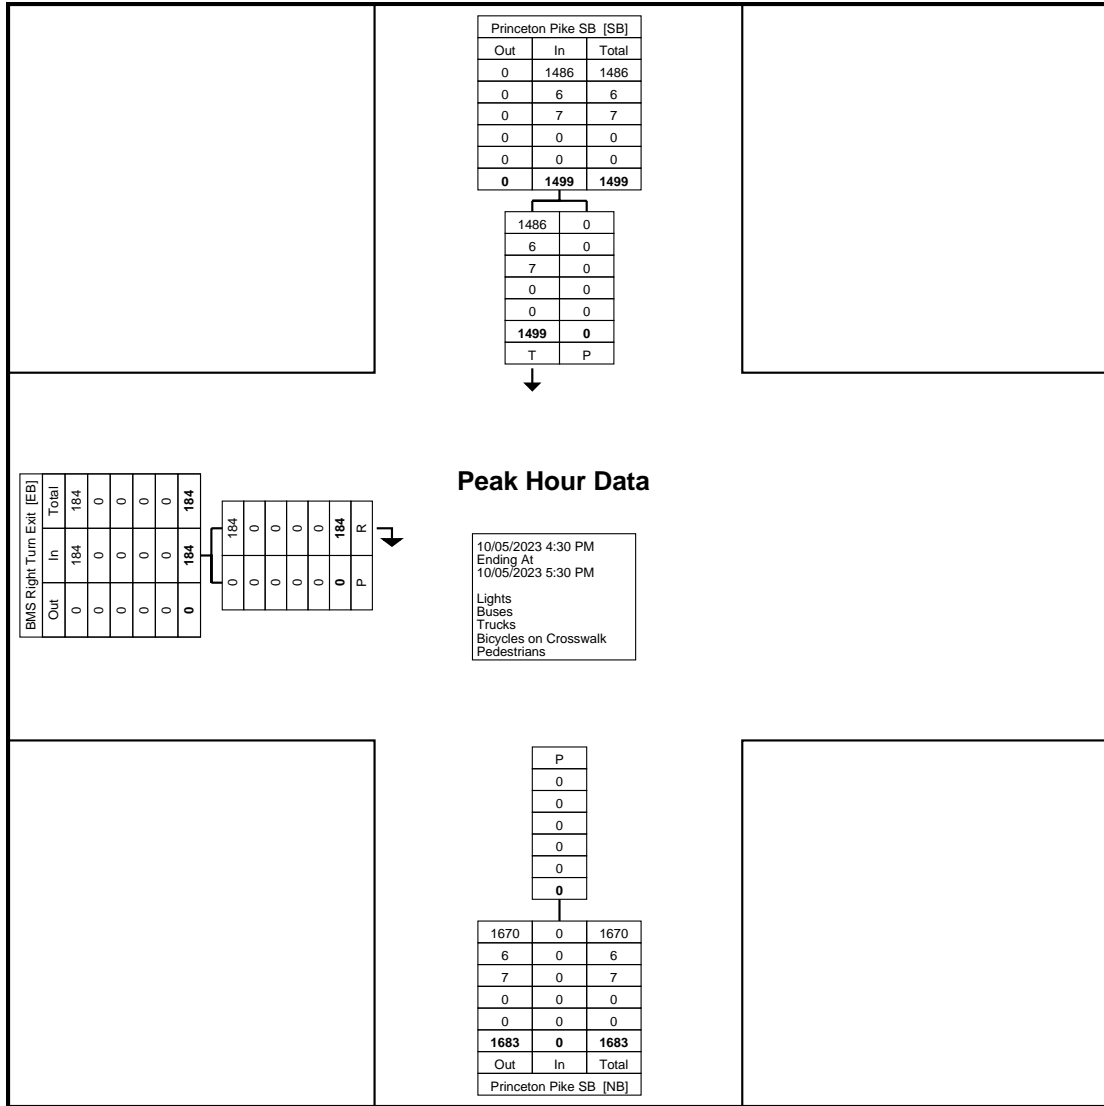 Princeton Pike SB [SB]
Out In Total
0 1486 1486
0 6 6
0 7 7
0 0 0
0 0 0
0 1499 1499
1486 0
6 0
7 0
0 0
0 0
1499 0
T P
BMS Right Turn Exit [EB]
Out In Total
0 184 184
0 0 0
0 0 0
0 0 0
0 0 0
0 184 184
0 184
0 0
0 0
0 0
0 0
0 184
P R
Peak Hour Data
10/05/2023 4:30 PM
Ending At
10/05/2023 5:30 PM
Lights
Buses
Trucks
Bicycles on Crosswalk
Pedestrians
P
0
0
0
0
0
0
1670 0 1670
6 0 6
7 0 7
0 0 0
0 0 0
1683 0 1683
Out In Total
Princeton Pike SB [NB]